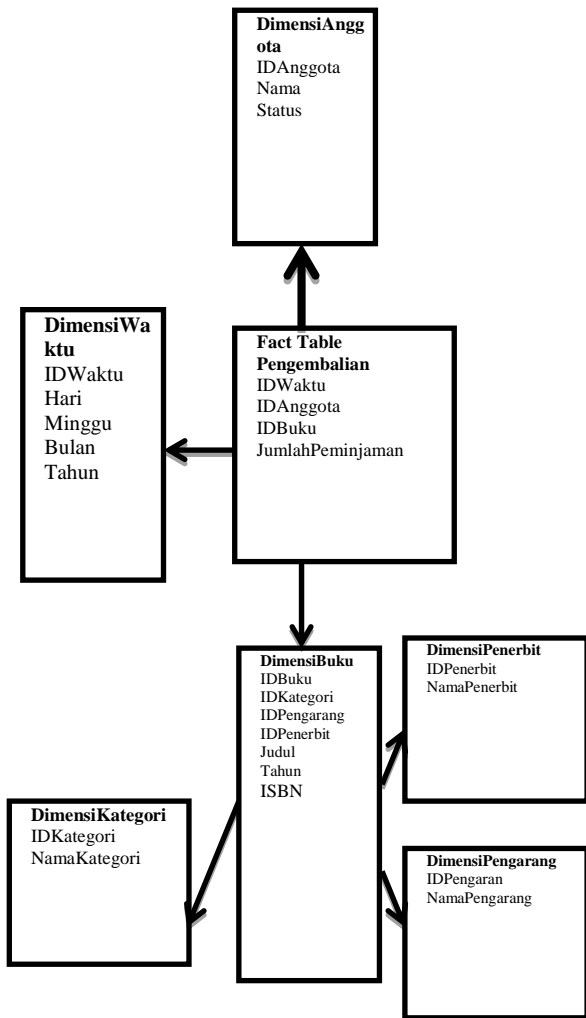 DimensiAngg
ota
IDAnggota
Nama
Status
DimensiWa
ktu
IDWaktu
Hari
Minggu
Bulan
Tahun
Fact Table
Pengembalian
IDWaktu
IDAnggota
IDBuku
JumlahPeminjaman
DimensiBuku
IDBuku
IDKategori
IDPengarang
IDPenerbit
Judul
Tahun
ISBN
DimensiPenerbit
IDPenerbit
NamaPenerbit
DimensiKategori
IDKategori
NamaKategori
DimensiPengarang
IDPengaran
NamaPengarang